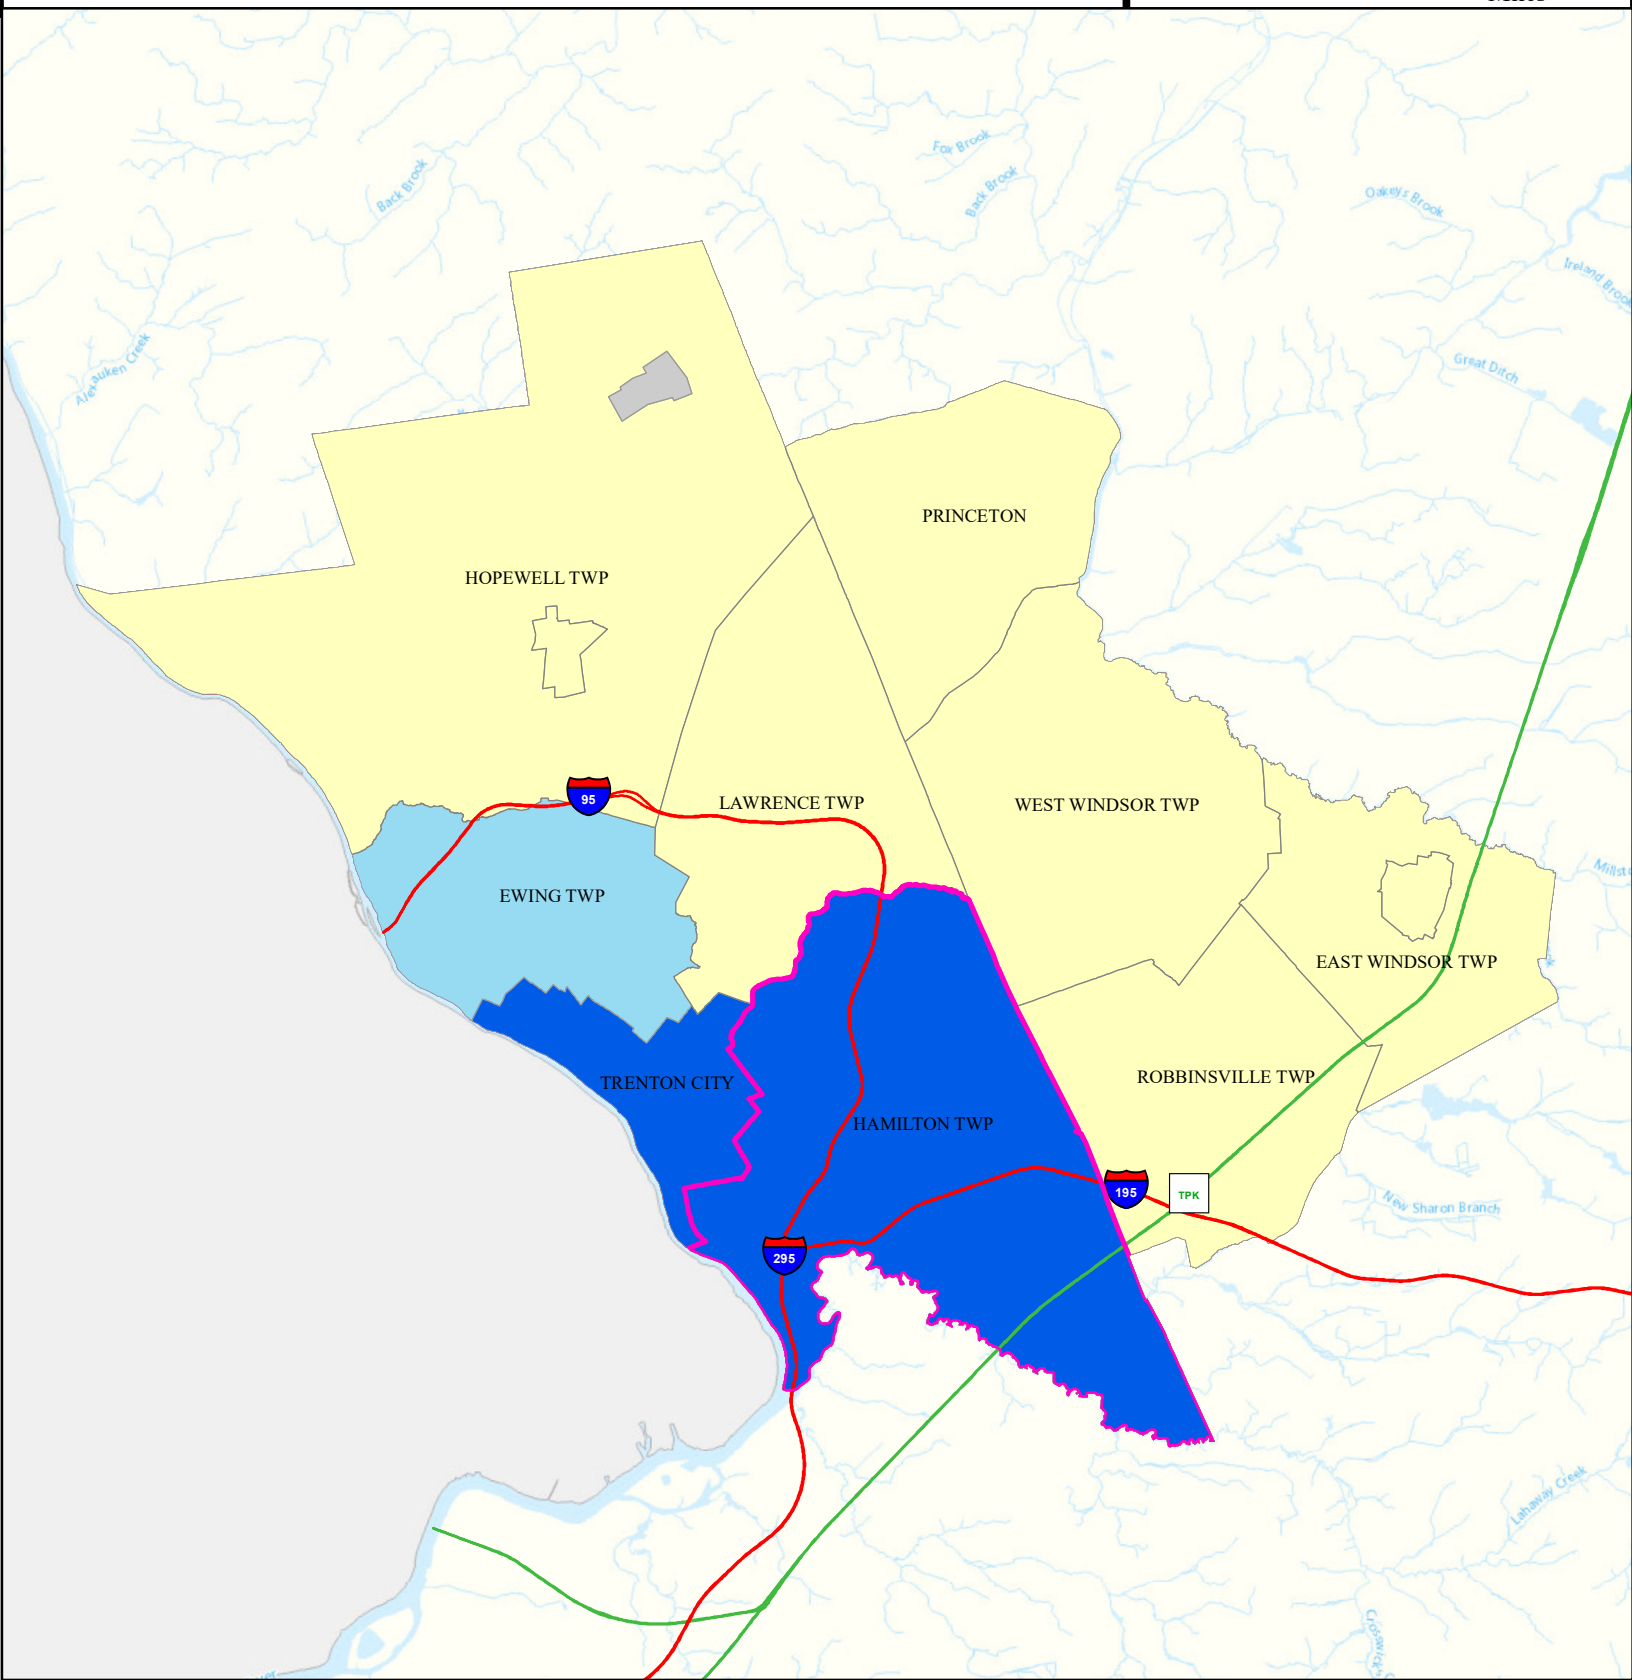 Fox Brook
Back Brook
Back Brook
Oakeys Brook
Ireland Brook
Alexauken Creek
Great Ditch
PRINCETON
HOPEWELL TWP
95
LAWRENCE TWP
WEST WINDSOR TWP
EWING TWP
EAST WINDSOR TWP
TRENTON CITY
ROBBINSVILLE TWP
HAMILTON TWP
195
TPK
New Sharon Branch
295
Lahaway Creek